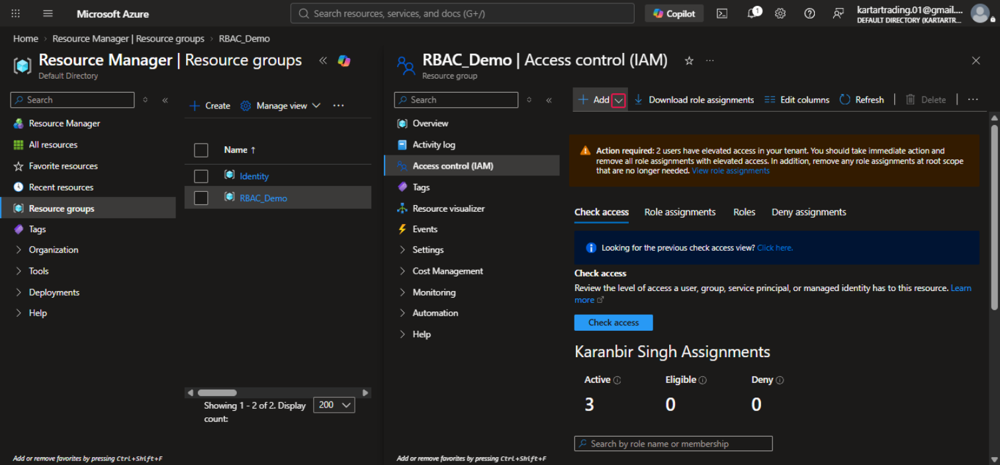 Microsoft Azure
Search resources, services, and docs (G+/)
Copilot
1
kartartrading.01@gmail....
DEFAULT DIRECTORY (KARTARTR...
Home > Resource Manager | Resource groups > RBAC_Demo
Resource Manager | Resource groups
Default Directory
Search
Resource Manager
All resources
Favorite resources
Recent resources
Resource groups
Tags
Organization
Tools
Deployments
Help
Add or remove favorites by pressing Ctrl+Shift+F
+ Create
Manage view
...
Name ↑
Identity
RBAC_Demo
Showing 1 - 2 of 2. Display
count:
200
RBAC_Demo | Access control (IAM)
...
Resource group
Search
Overview
Activity log
Access control (IAM)
Tags
Resource visualizer
Events
Settings
Cost Management
Monitoring
Automation
Help
Add or remove favorites by pressing Ctrl+Shift+F
+ Add
Download role assignments
Edit columns
Refresh
Delete
...
Action required: 2 users have elevated access in your tenant. You should take immediate action and
remove all role assignments with elevated access. In addition, remove any role assignments at root scope
that are no longer needed. View role assignments
Check access
Role assignments
Roles
Deny assignments
Looking for the previous check access view? Click here.
Check access
Review the level of access a user, group, service principal, or managed identity has to this resource. Learn
more
Check access
Karanbir Singh Assignments
Active
Eligible
Deny
3
0
0
Search by role name or membership